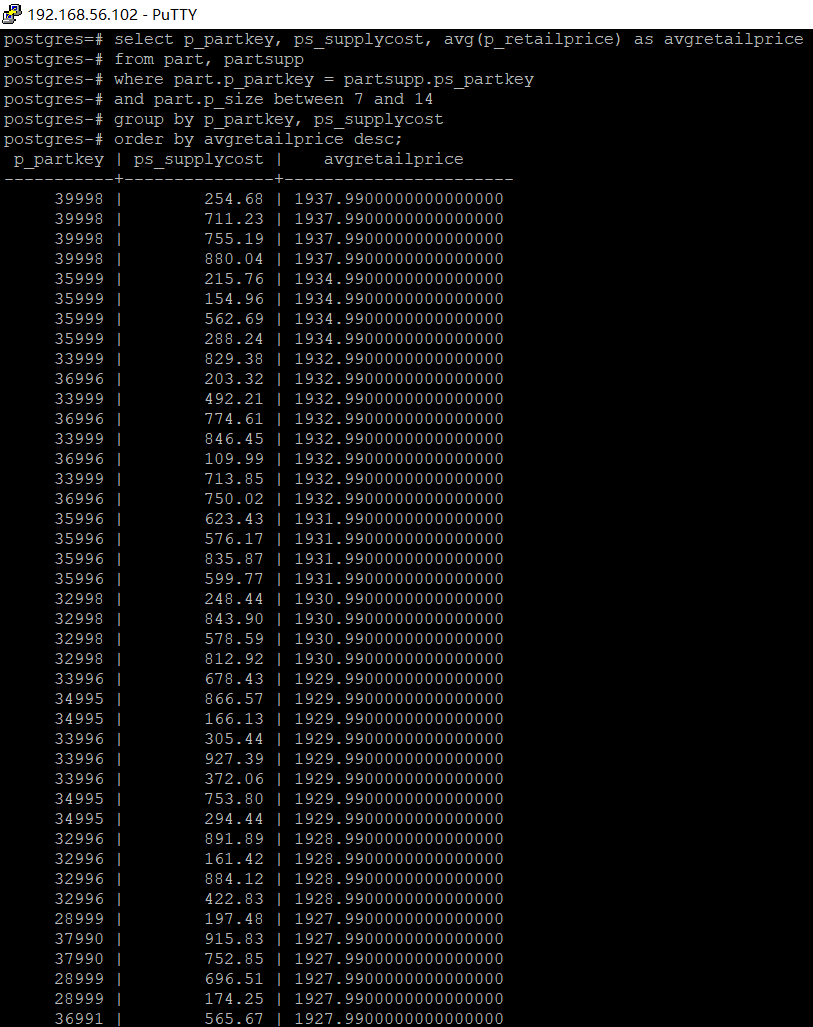 192.168.56.102 - PuTTY
postgres=# select p_partkey, ps_supplycost, avg(p_retailprice) as avgretailprice
postgres-# from part, partsupp
postgres-# where part.p_partkey = partsupp.ps_partkey
postgres-# and part.p_size between 7 and 14
postgres-# group by p_partkey, ps_supplycost
postgres-# order by avgretailprice desc;
 p_partkey | ps_supplycost |    avgretailprice
-----------+---------------+-----------------------
     39998 |        254.68 | 1937.9900000000000000
     39998 |        711.23 | 1937.9900000000000000
     39998 |        755.19 | 1937.9900000000000000
     39998 |        880.04 | 1937.9900000000000000
     35999 |        215.76 | 1934.9900000000000000
     35999 |        154.96 | 1934.9900000000000000
     35999 |        562.69 | 1934.9900000000000000
     35999 |        288.24 | 1934.9900000000000000
     33999 |        829.38 | 1932.9900000000000000
     36996 |        203.32 | 1932.9900000000000000
     33999 |        492.21 | 1932.9900000000000000
     36996 |        774.61 | 1932.9900000000000000
     33999 |        846.45 | 1932.9900000000000000
     36996 |        109.99 | 1932.9900000000000000
     33999 |        713.85 | 1932.9900000000000000
     36996 |        750.02 | 1932.9900000000000000
     35996 |        623.43 | 1931.9900000000000000
     35996 |        576.17 | 1931.9900000000000000
     35996 |        835.87 | 1931.9900000000000000
     35996 |        599.77 | 1931.9900000000000000
     32998 |        248.44 | 1930.9900000000000000
     32998 |        843.90 | 1930.9900000000000000
     32998 |        578.59 | 1930.9900000000000000
     32998 |        812.92 | 1930.9900000000000000
     33996 |        678.43 | 1929.9900000000000000
     34995 |        866.57 | 1929.9900000000000000
     34995 |        166.13 | 1929.9900000000000000
     33996 |        305.44 | 1929.9900000000000000
     33996 |        927.39 | 1929.9900000000000000
     33996 |        372.06 | 1929.9900000000000000
     34995 |        753.80 | 1929.9900000000000000
     34995 |        294.44 | 1929.9900000000000000
     32996 |        891.89 | 1928.9900000000000000
     32996 |        161.42 | 1928.9900000000000000
     32996 |        884.12 | 1928.9900000000000000
     32996 |        422.83 | 1928.9900000000000000
     28999 |        197.48 | 1927.9900000000000000
     37990 |        915.83 | 1927.9900000000000000
     37990 |        752.85 | 1927.9900000000000000
     28999 |        696.51 | 1927.9900000000000000
     28999 |        174.25 | 1927.9900000000000000
     36991 |        565.67 | 1927.9900000000000000